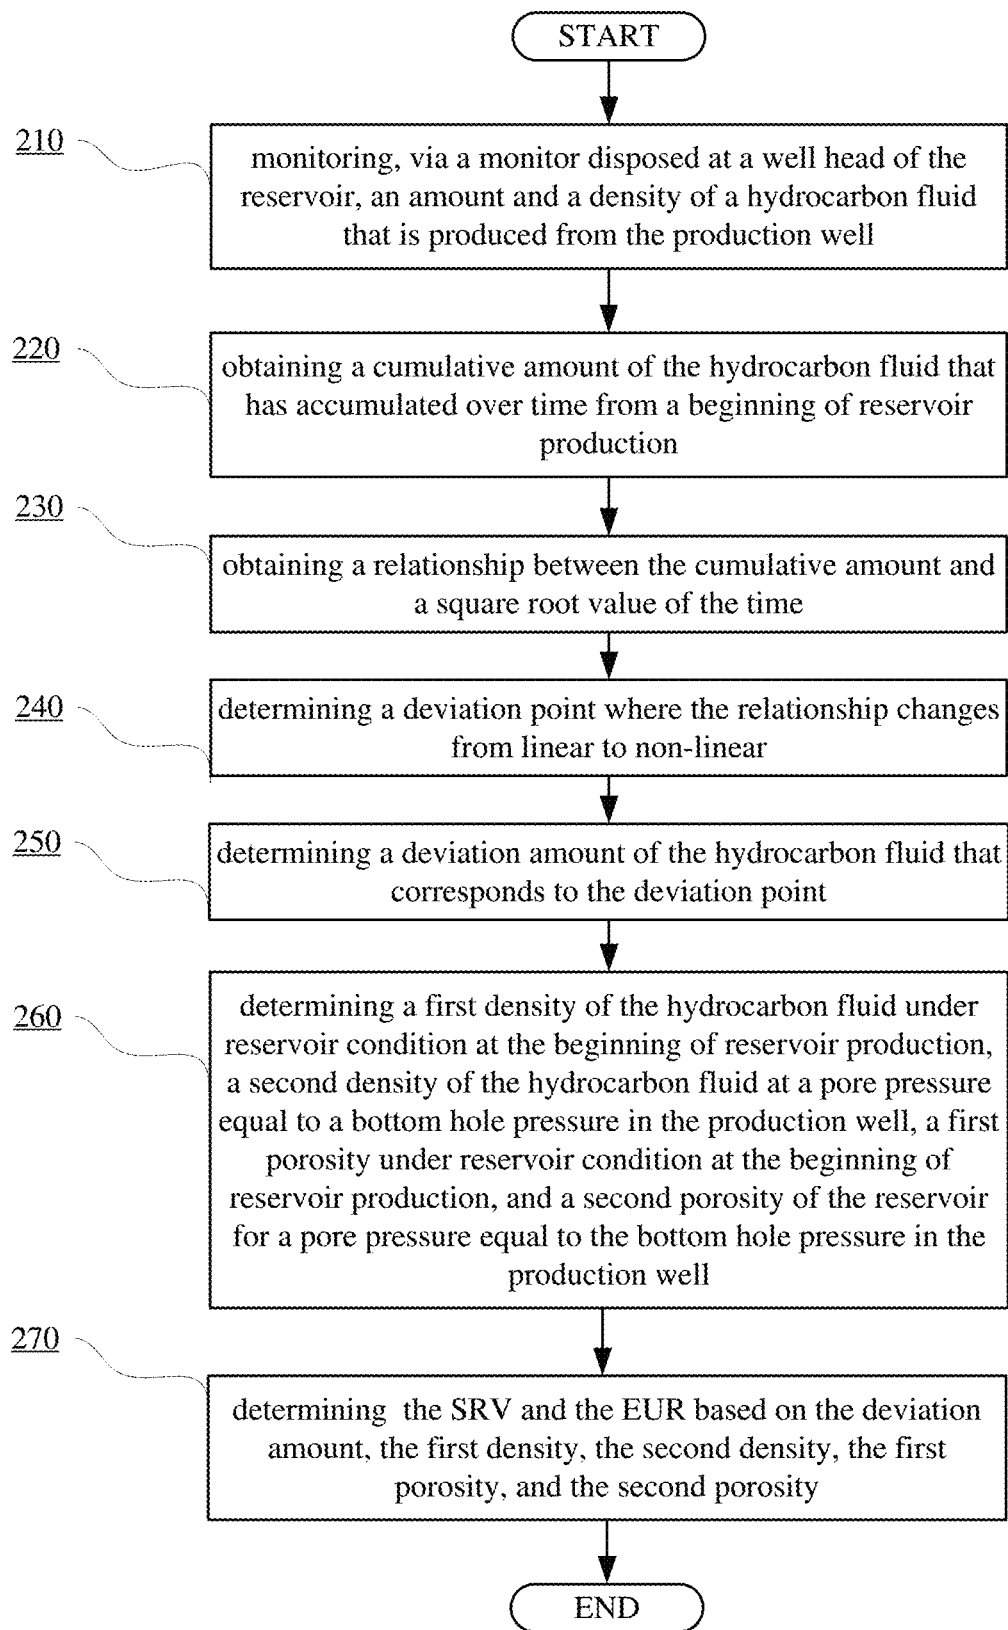 START
210
monitoring, via a monitor disposed at a well head of the
reservoir, an amount and a density of a hydrocarbon fluid
that is produced from the production well
220
obtaining a cumulative amount of the hydrocarbon fluid that
has accumulated over time from a beginning of reservoir
production
230
obtaining a relationship between the cumulative amount and
a square root value of the time
240
determining a deviation point where the relationship changes
from linear to non-linear
250
determining a deviation amount of the hydrocarbon fluid that
corresponds to the deviation point
260
determining a first density of the hydrocarbon fluid under
reservoir condition at the beginning of reservoir production,
a second density of the hydrocarbon fluid at a pore pressure
equal to a bottom hole pressure in the production well, a first
porosity under reservoir condition at the beginning of
reservoir production, and a second porosity of the reservoir
for a pore pressure equal to the bottom hole pressure in the
production well
270
determining the SRV and the EUR based on the deviation
amount, the first density, the second density, the first
porosity, and the second porosity
END